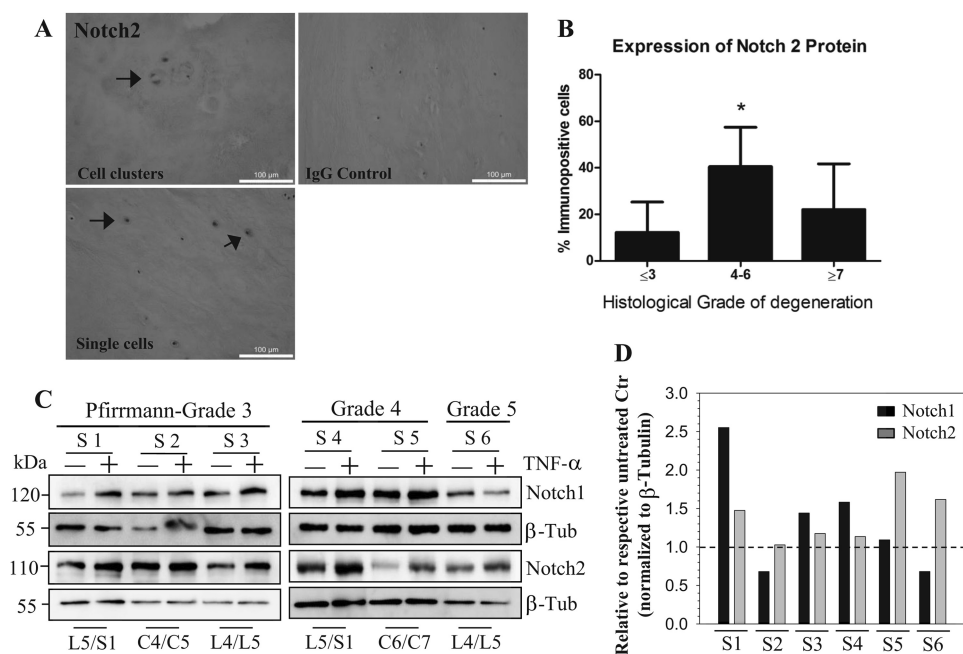 A
Notch2
Cell clusters
100 µm
IgG Control
100 µm
Single cells
100 µm
B
Expression of Notch 2 Protein
% Immunopositive cells
80
60
40
20
0
*
≤3
4-6
≥7
Histological Grade of degeneration
C
Pfirrmann-Grade 3
Grade 4
Grade 5
S 1
S 2
S 3
S 4
S 5
S 6
kDa
— + — + — + — + — + — +
TNF-α
120
Notch1
55
β-Tub
110
Notch2
55
β-Tub
L5/S1
C4/C5
L4/L5
L5/S1
C6/C7
L4/L5
D
Relative to respective untreated Ctr
(normalized to β-Tubulin)
3.0
2.5
2.0
1.5
1.0
0.5
0.0
Notch1
Notch2
S1
S2
S3
S4
S5
S6